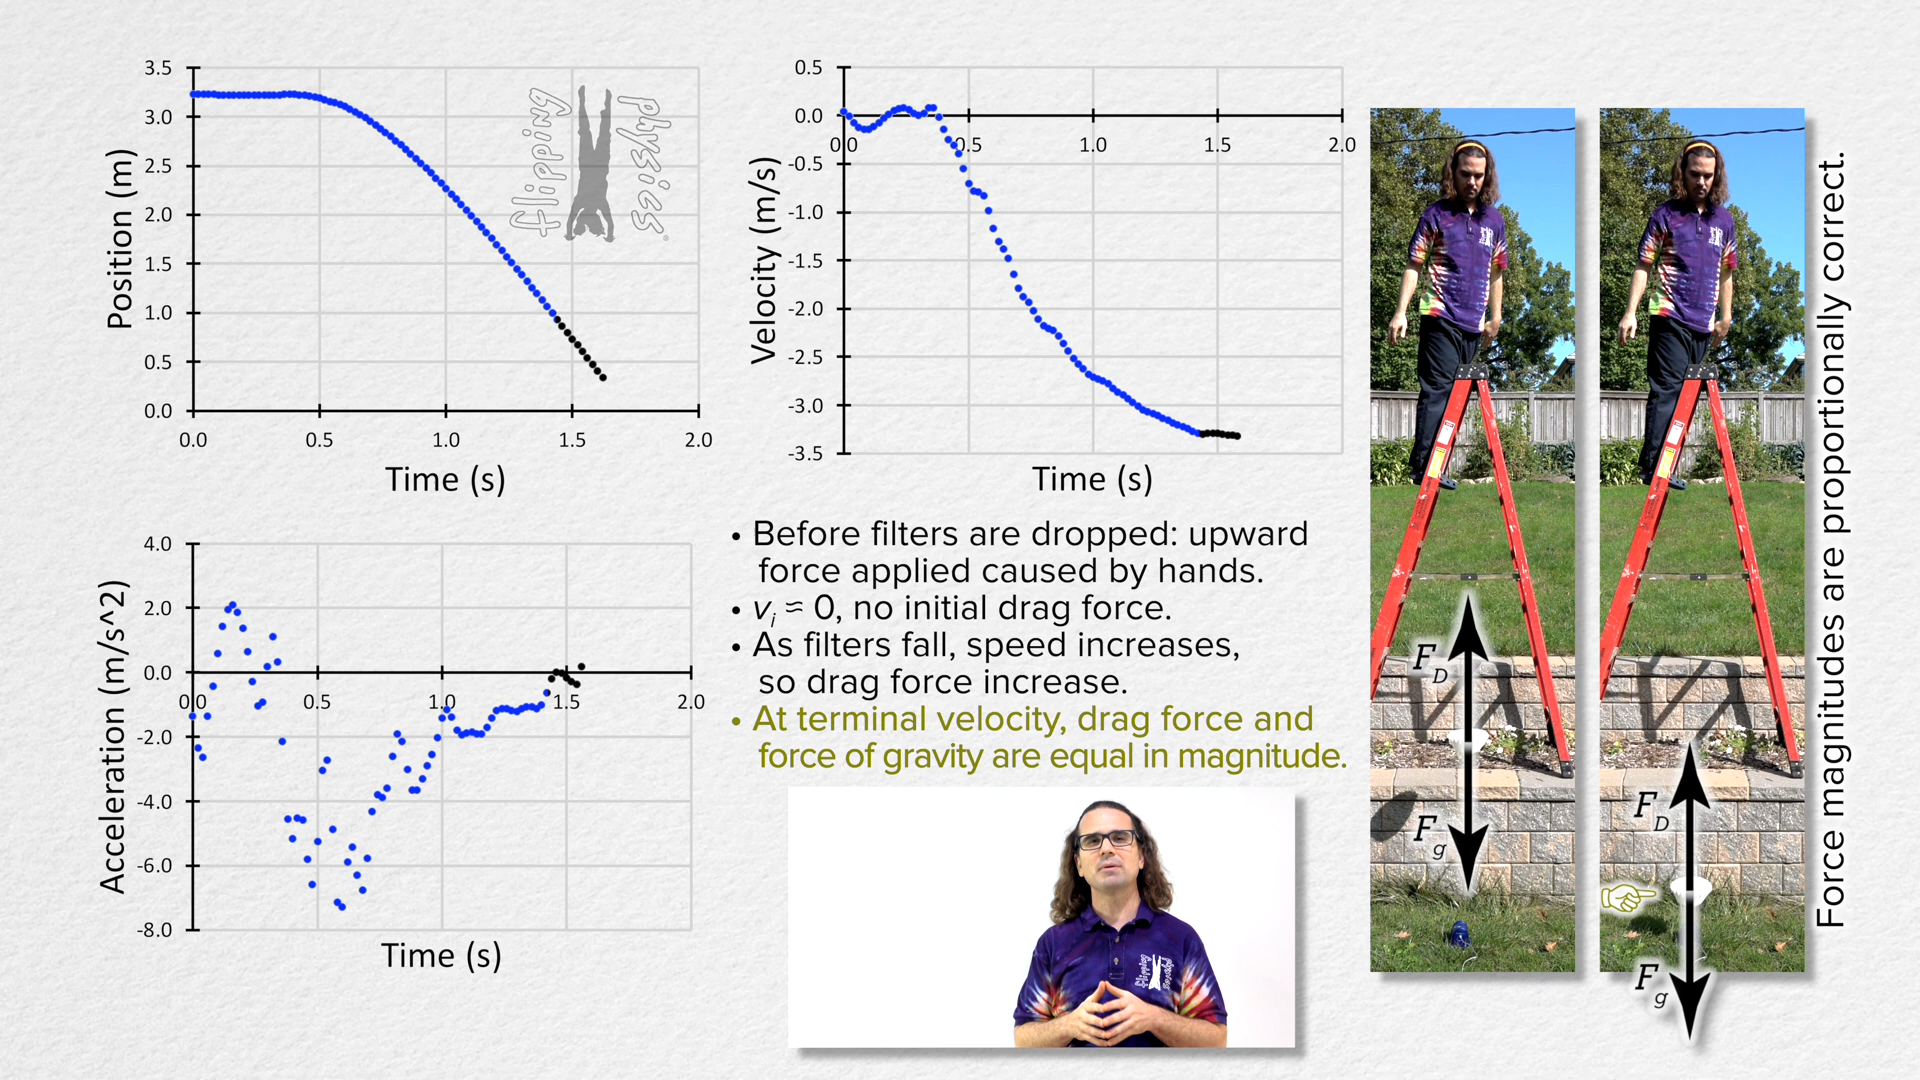 3.5
3.0
2.5
2.0
1.5
1.0
0.5
0.0
0.0
0.5
1.0
1.5
2.0
Position (m)
Time (s)
flipping
physics
®
0.5
0.0
-0.5
-1.0
-1.5
-2.0
-2.5
-3.0
-3.5
0.0
0.5
1.0
1.5
2.0
Velocity (m/s)
Time (s)
4.0
2.0
0.0
-2.0
-4.0
-6.0
-8.0
0.0
0.5
1.0
1.5
2.0
Acceleration (m/s^2)
Time (s)
• Before filters are dropped: upward
force applied caused by hands.
• vi ≈ 0, no initial drag force.
• As filters fall, speed increases,
so drag force increase.
• At terminal velocity, drag force and
force of gravity are equal in magnitude.
flipping
physics
FD
Fg
FD
Fg
Force magnitudes are proportionally correct.